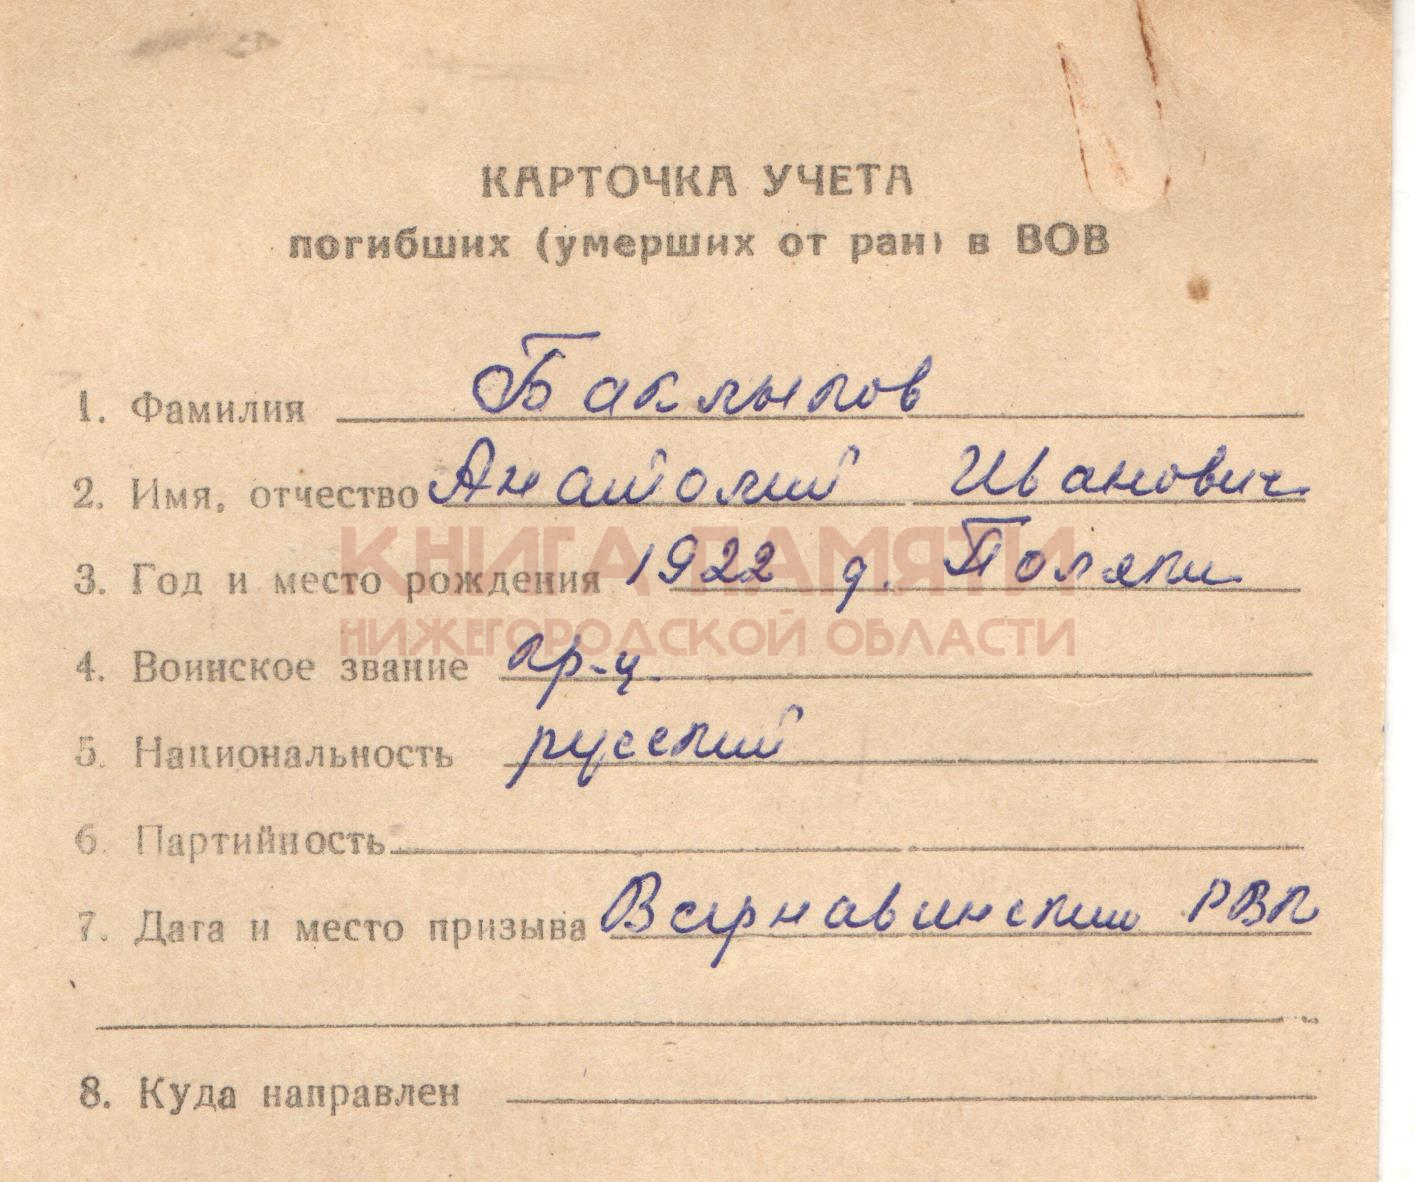 КАРТОЧКА УЧЕТА
погибших (умерших от ран) в ВОВ
1. Фамилия Баклыков
2. Имя, отчество Анатолий Иванович
3. Год и место рождения 1922 д. Поляки
КНИГА ПАМЯТИ
НИЖЕГОРОДСКОЙ ОБЛАСТИ
4. Воинское звание кр-ц
5. Национальность русский
6. Партийность
7. Дата и место призыва Варнавинский РВК
8. Куда направлен